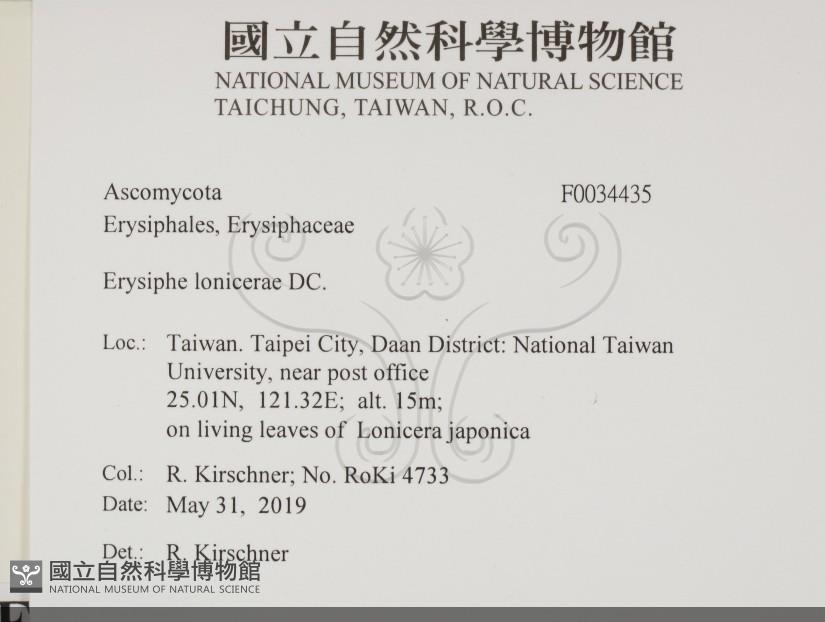 國立自然科學博物館
NATIONAL MUSEUM OF NATURAL SCIENCE
TAICHUNG, TAIWAN, R.O.C.
Ascomycota F0034435
Erysiphales, Erysiphaceae
Erysiphe lonicerae DC.
Loc.: Taiwan. Taipei City, Daan District: National Taiwan
University, near post office
25.01N, 121.32E; alt. 15m;
on living leaves of Lonicera japonica
Col.: R. Kirschner; No. RoKi 4733
Date: May 31, 2019
Det.: R. Kirschner
國立自然科學博物館
NATIONAL MUSEUM OF NATURAL SCIENCE